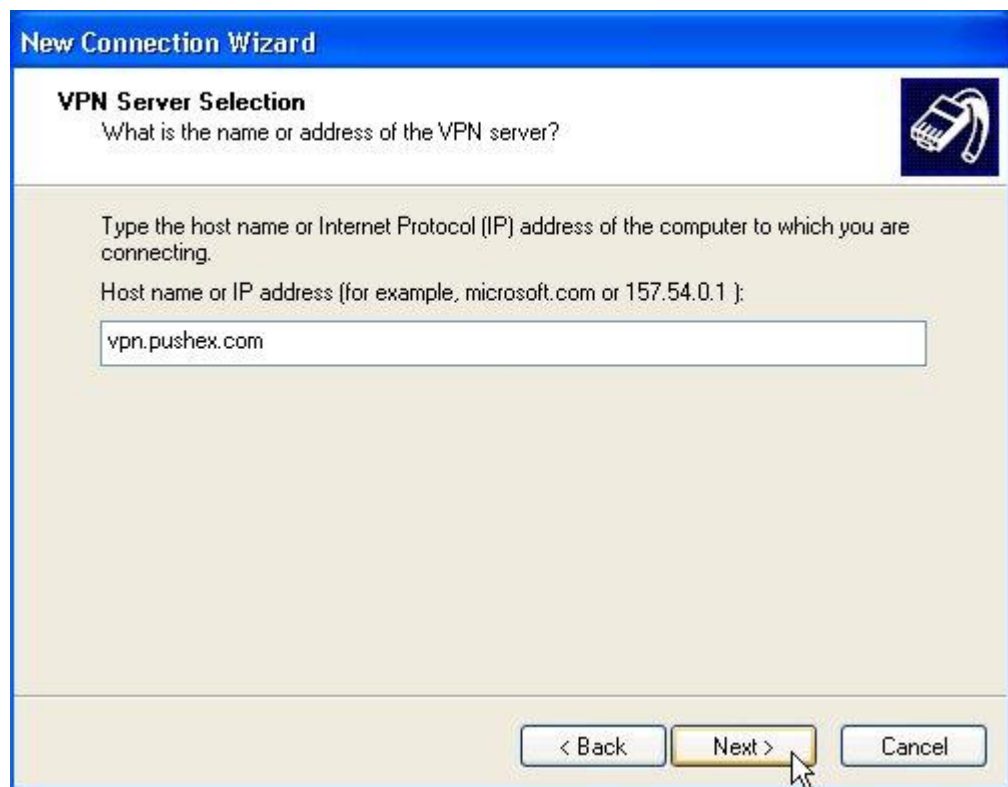 New Connection Wizard
VPN Server Selection
What is the name or address of the VPN server?
Type the host name or Internet Protocol (IP) address of the computer to which you are
connecting.
Host name or IP address (for example, microsoft.com or 157.54.0.1 ):
vpn.pushex.com
< Back Next > Cancel